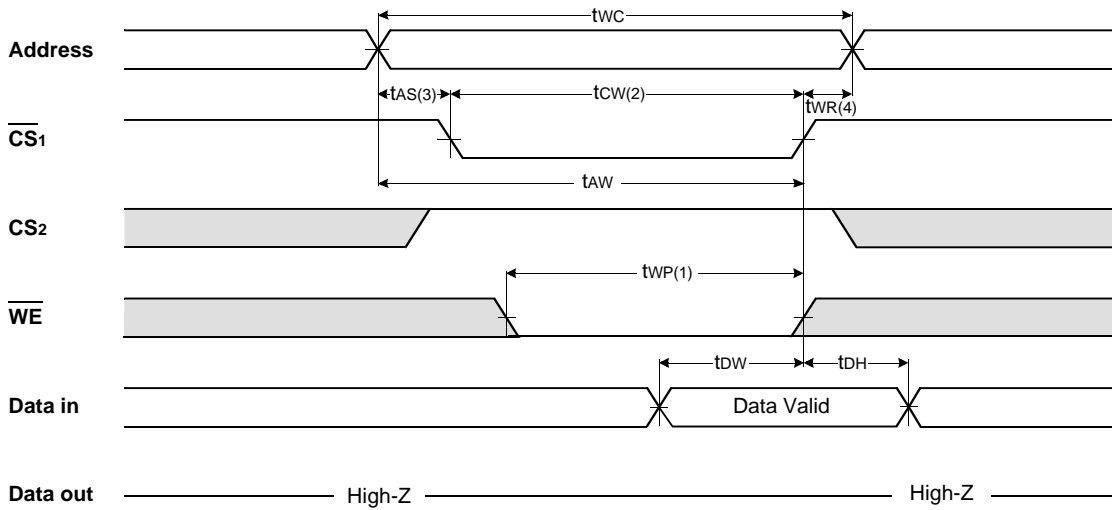 tWC
Address
tAS(3) tCW(2) tWR(4)
CS1
tAW
CS2
tWP(1)
WE
tDW tDH
Data in Data Valid
Data out High-Z High-Z